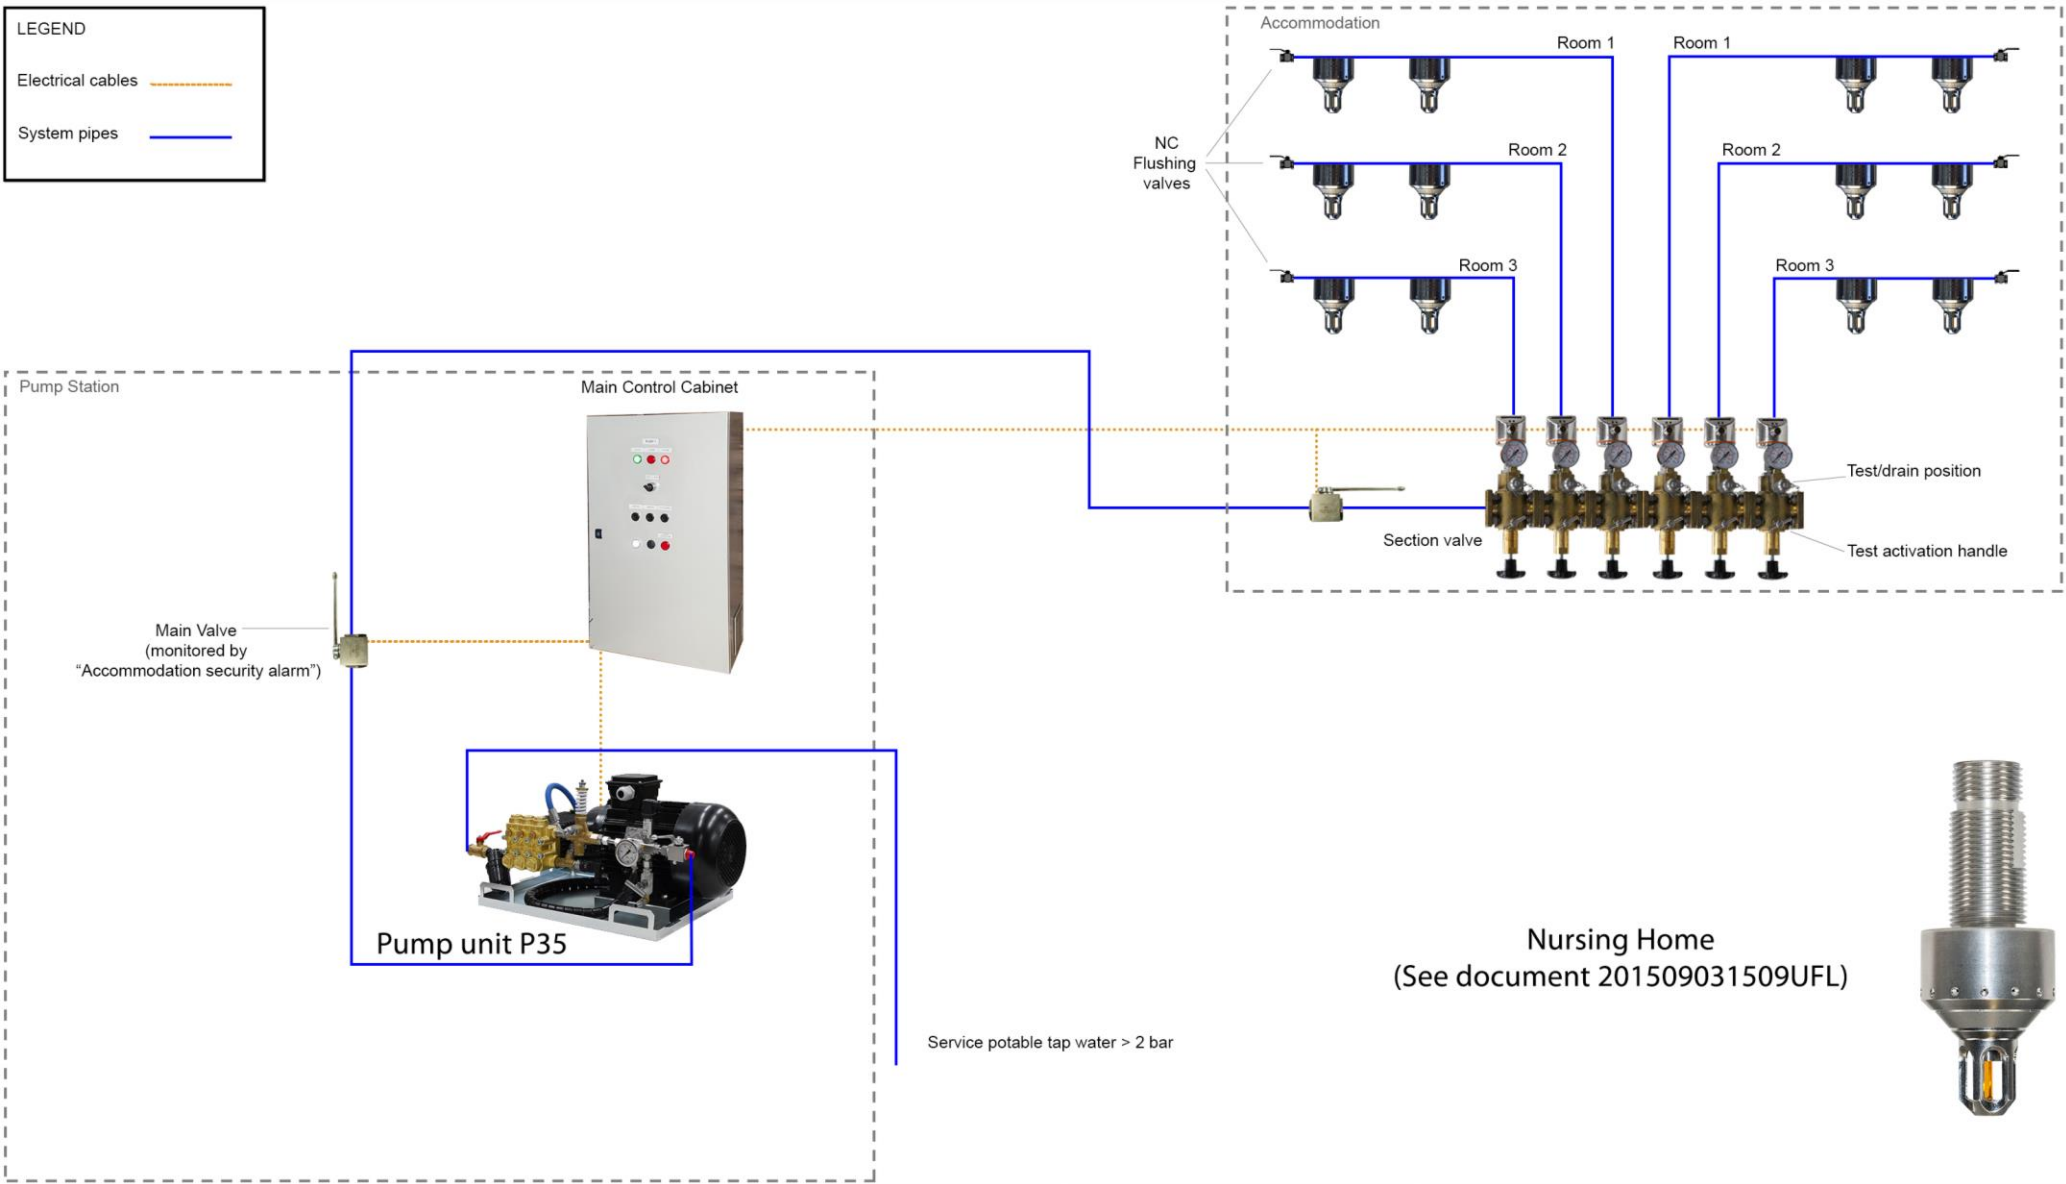 LEGEND
Electrical cables
System pipes
Accommodation
Room 1
Room 1
NC
Flushing
valves
Room 2
Room 2
Room 3
Room 3
Pump Station
Main Control Cabinet
Test/drain position
Section valve
Test activation handle
Main Valve
(monitored by
“Accommodation security alarm”)
Pump unit P35
Nursing Home
(See document 201509031509UFL)
Service potable tap water > 2 bar